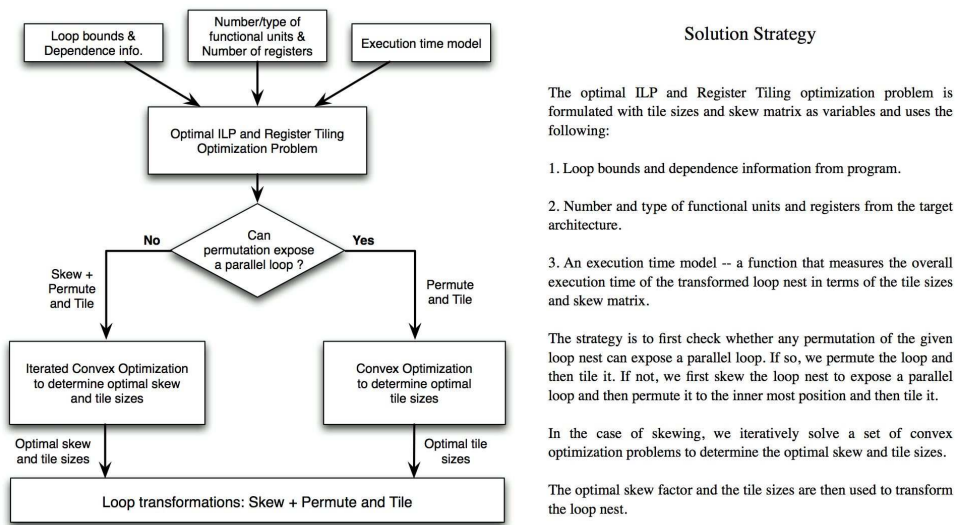 Loop bounds &
Dependence info.
Number/type of
functional units &
Number of registers
Execution time model
Optimal ILP and Register Tiling
Optimization Problem
Can
permutation expose
a parallel loop ?
No
Yes
Skew +
Permute
and Tile
Permute
and Tile
Iterated Convex Optimization
to determine optimal skew
and tile sizes
Convex Optimization
to determine optimal
tile sizes
Optimal skew
and tile sizes
Optimal tile
sizes
Loop transformations: Skew + Permute and Tile
Solution Strategy
The optimal ILP and Register Tiling optimization problem is
formulated with tile sizes and skew matrix as variables and uses the
following:
1. Loop bounds and dependence information from program.
2. Number and type of functional units and registers from the target
architecture.
3. An execution time model -- a function that measures the overall
execution time of the transformed loop nest in terms of the tile sizes
and skew matrix.
The strategy is to first check whether any permutation of the given
loop nest can expose a parallel loop. If so, we permute the loop and
then tile it. If not, we first skew the loop nest to expose a parallel
loop and then permute it to the inner most position and then tile it.
In the case of skewing, we iteratively solve a set of convex
optimization problems to determine the optimal skew and tile sizes.
The optimal skew factor and the tile sizes are then used to transform
the loop nest.